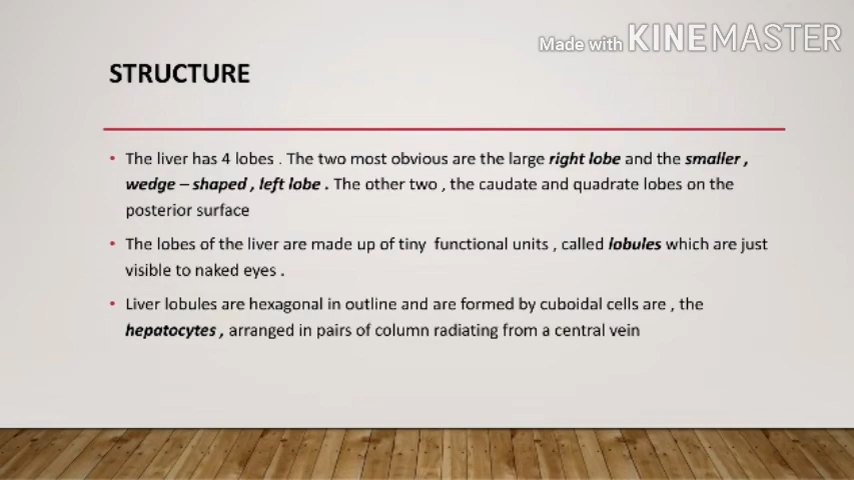 Made with KINEMASTER
STRUCTURE
• The liver has 4 lobes . The two most obvious are the large right lobe and the smaller ,
wedge – shaped , left lobe . The other two , the caudate and quadrate lobes on the
posterior surface
• The lobes of the liver are made up of tiny functional units , called lobules which are just
visible to naked eyes .
• Liver lobules are hexagonal in outline and are formed by cuboidal cells are , the
hepatocytes , arranged in pairs of column radiating from a central vein